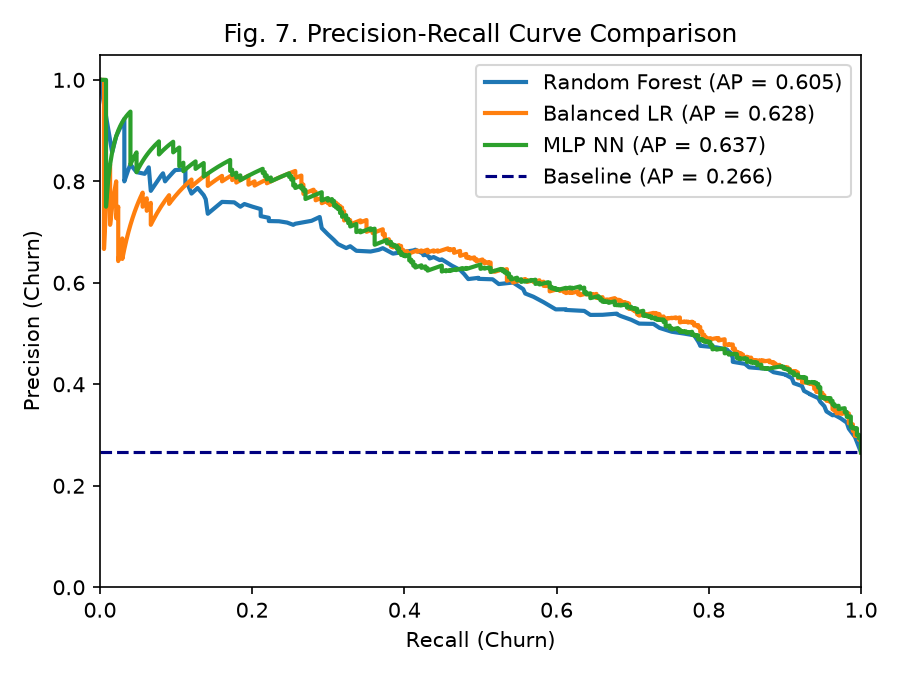 Fig. 7. Precision-Recall Curve Comparison
Random Forest (AP = 0.605)
Balanced LR (AP = 0.628)
MLP NN (AP = 0.637)
Baseline (AP = 0.266)
Precision (Churn)
1.0
0.8
0.6
0.4
0.2
0.0
0.0 0.2 0.4 0.6 0.8 1.0
Recall (Churn)